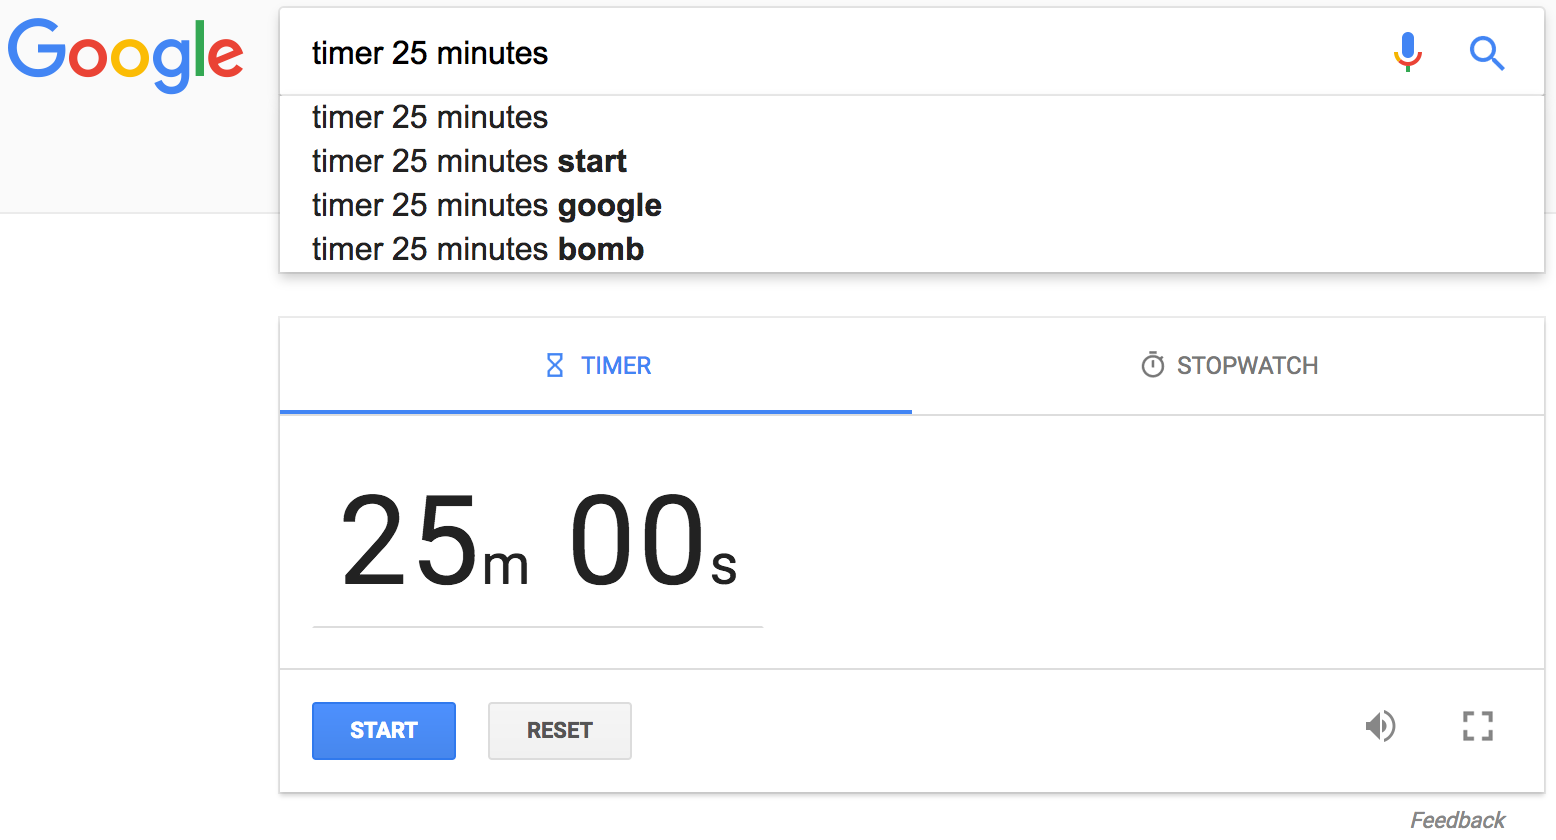 Google
timer 25 minutes
timer 25 minutes
timer 25 minutes start
timer 25 minutes google
timer 25 minutes bomb
TIMER
STOPWATCH
25m 00s
START
RESET
Feedback